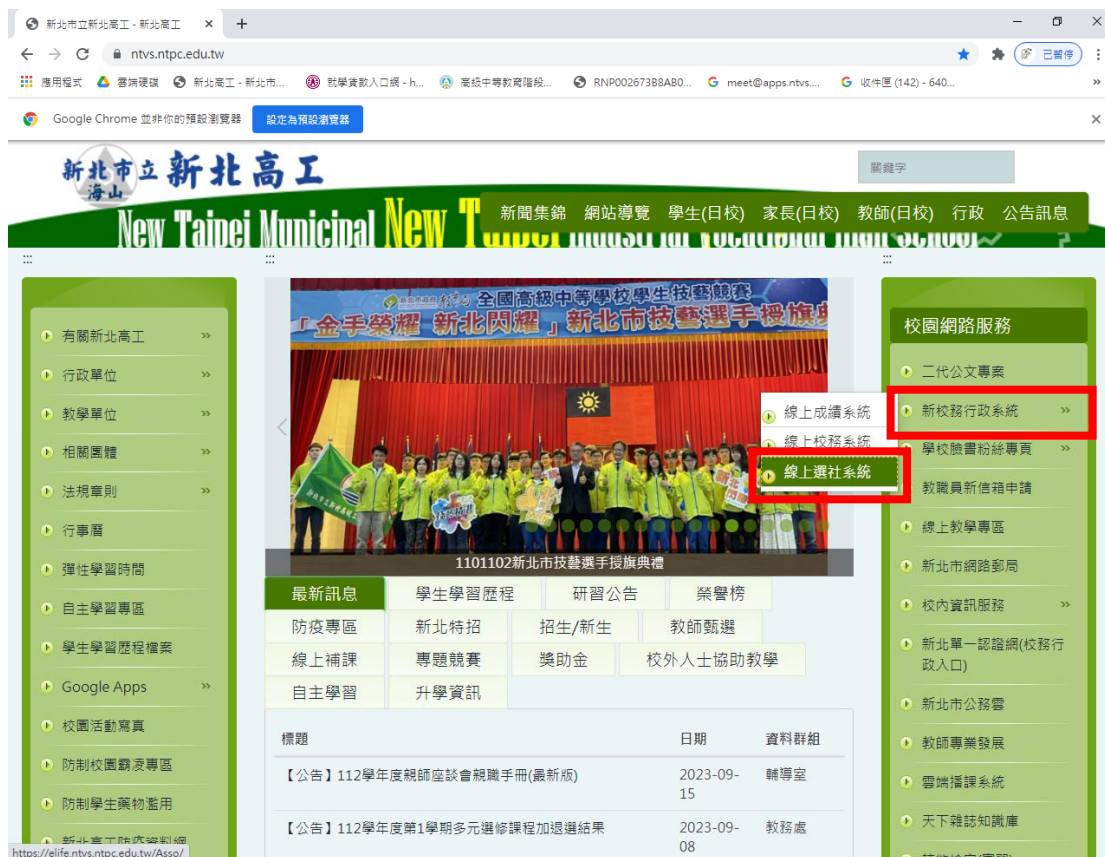 新北市立新北高工 - 新北高工
ntvs.ntpc.edu.tw
已暫停
應用程式
雲端硬碟
新北高工 - 新北市...
就學貸款入口網 - h...
高級中等教育階段...
RNP002673B8AB0...
meet@apps.ntvs....
收件匣 (142) - 640...
Google Chrome 並非你的預設瀏覽器
設定為預設瀏覽器
新北市立新北高工
海山
關鍵字
新聞集錦 網站導覽 學生(日校) 家長(日校) 教師(日校) 行政 公告訊息
New Taipei Municipal New Taipei Industrial Vocational High School
有關新北高工
行政單位
教學單位
相關團體
法規章則
行事曆
彈性學習時間
自主學習專區
學生學習歷程檔案
Google Apps
校園活動寫真
防制校園霸凌專區
防制學生藥物濫用
新北高工防疫資料網
https://elife.ntvs.ntpc.edu.tw/Asso/
全國高級中等學校學生技藝競賽
「金手榮耀 新北閃耀」新北市技藝選手授旗典
1101102新北市技藝選手授旗典禮
線上成績系統
線上校務系統
線上選社系統
最新訊息 學生學習歷程 研習公告 榮譽榜
防疫專區 新北特招 招生/新生 教師甄選
線上補課 專題競賽 獎助金 校外人士協助教學
自主學習 升學資訊
標題 日期 資料群組
【公告】112學年度親師座談會親職手冊(最新版) 2023-09-15 輔導室
【公告】112學年度第1學期多元選修課程加退選結果 2023-09-08 教務處
校園網路服務
二代公文專案
新校務行政系統
學校臉書粉絲專頁
教職員新信箱申請
線上教學專區
新北市網路郵局
校內資訊服務
新北單一認證網(校務行
政入口)
新北市公務雲
教師專業發展
雲端播課系統
天下雜誌知識庫